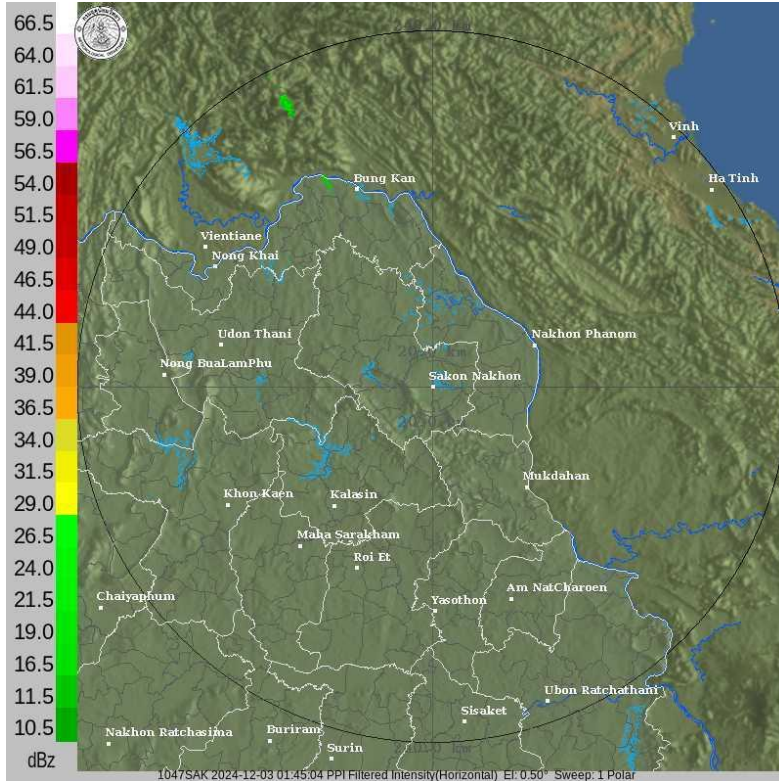 66.5
64.0
61.5
59.0
56.5
54.0
51.5
49.0
46.5
44.0
41.5
39.0
36.5
34.0
31.5
29.0
26.5
24.0
21.5
19.0
16.5
11.5
10.5
dBz
Vinh
Ha Tinh
Bung Kan
Vientiane
Nong Khai
Udon Thani
Nakhon Phanom
Nong BuaLamPhu
Sakon Nakhon
Mukdahan
Khon Kaen
Kalasin
Maha Sarakham
Roi Et
Am NatCharoen
Chaiyaphum
Yasothon
Ubon Ratchathani
Sisaket
Nakhon Ratchasima
Buriram
Surin
1047SAK 2024-12-03 01:45:04 PPI Filtered Intensity(Horizontal) El: 0.50° Sweep: 1 Polar